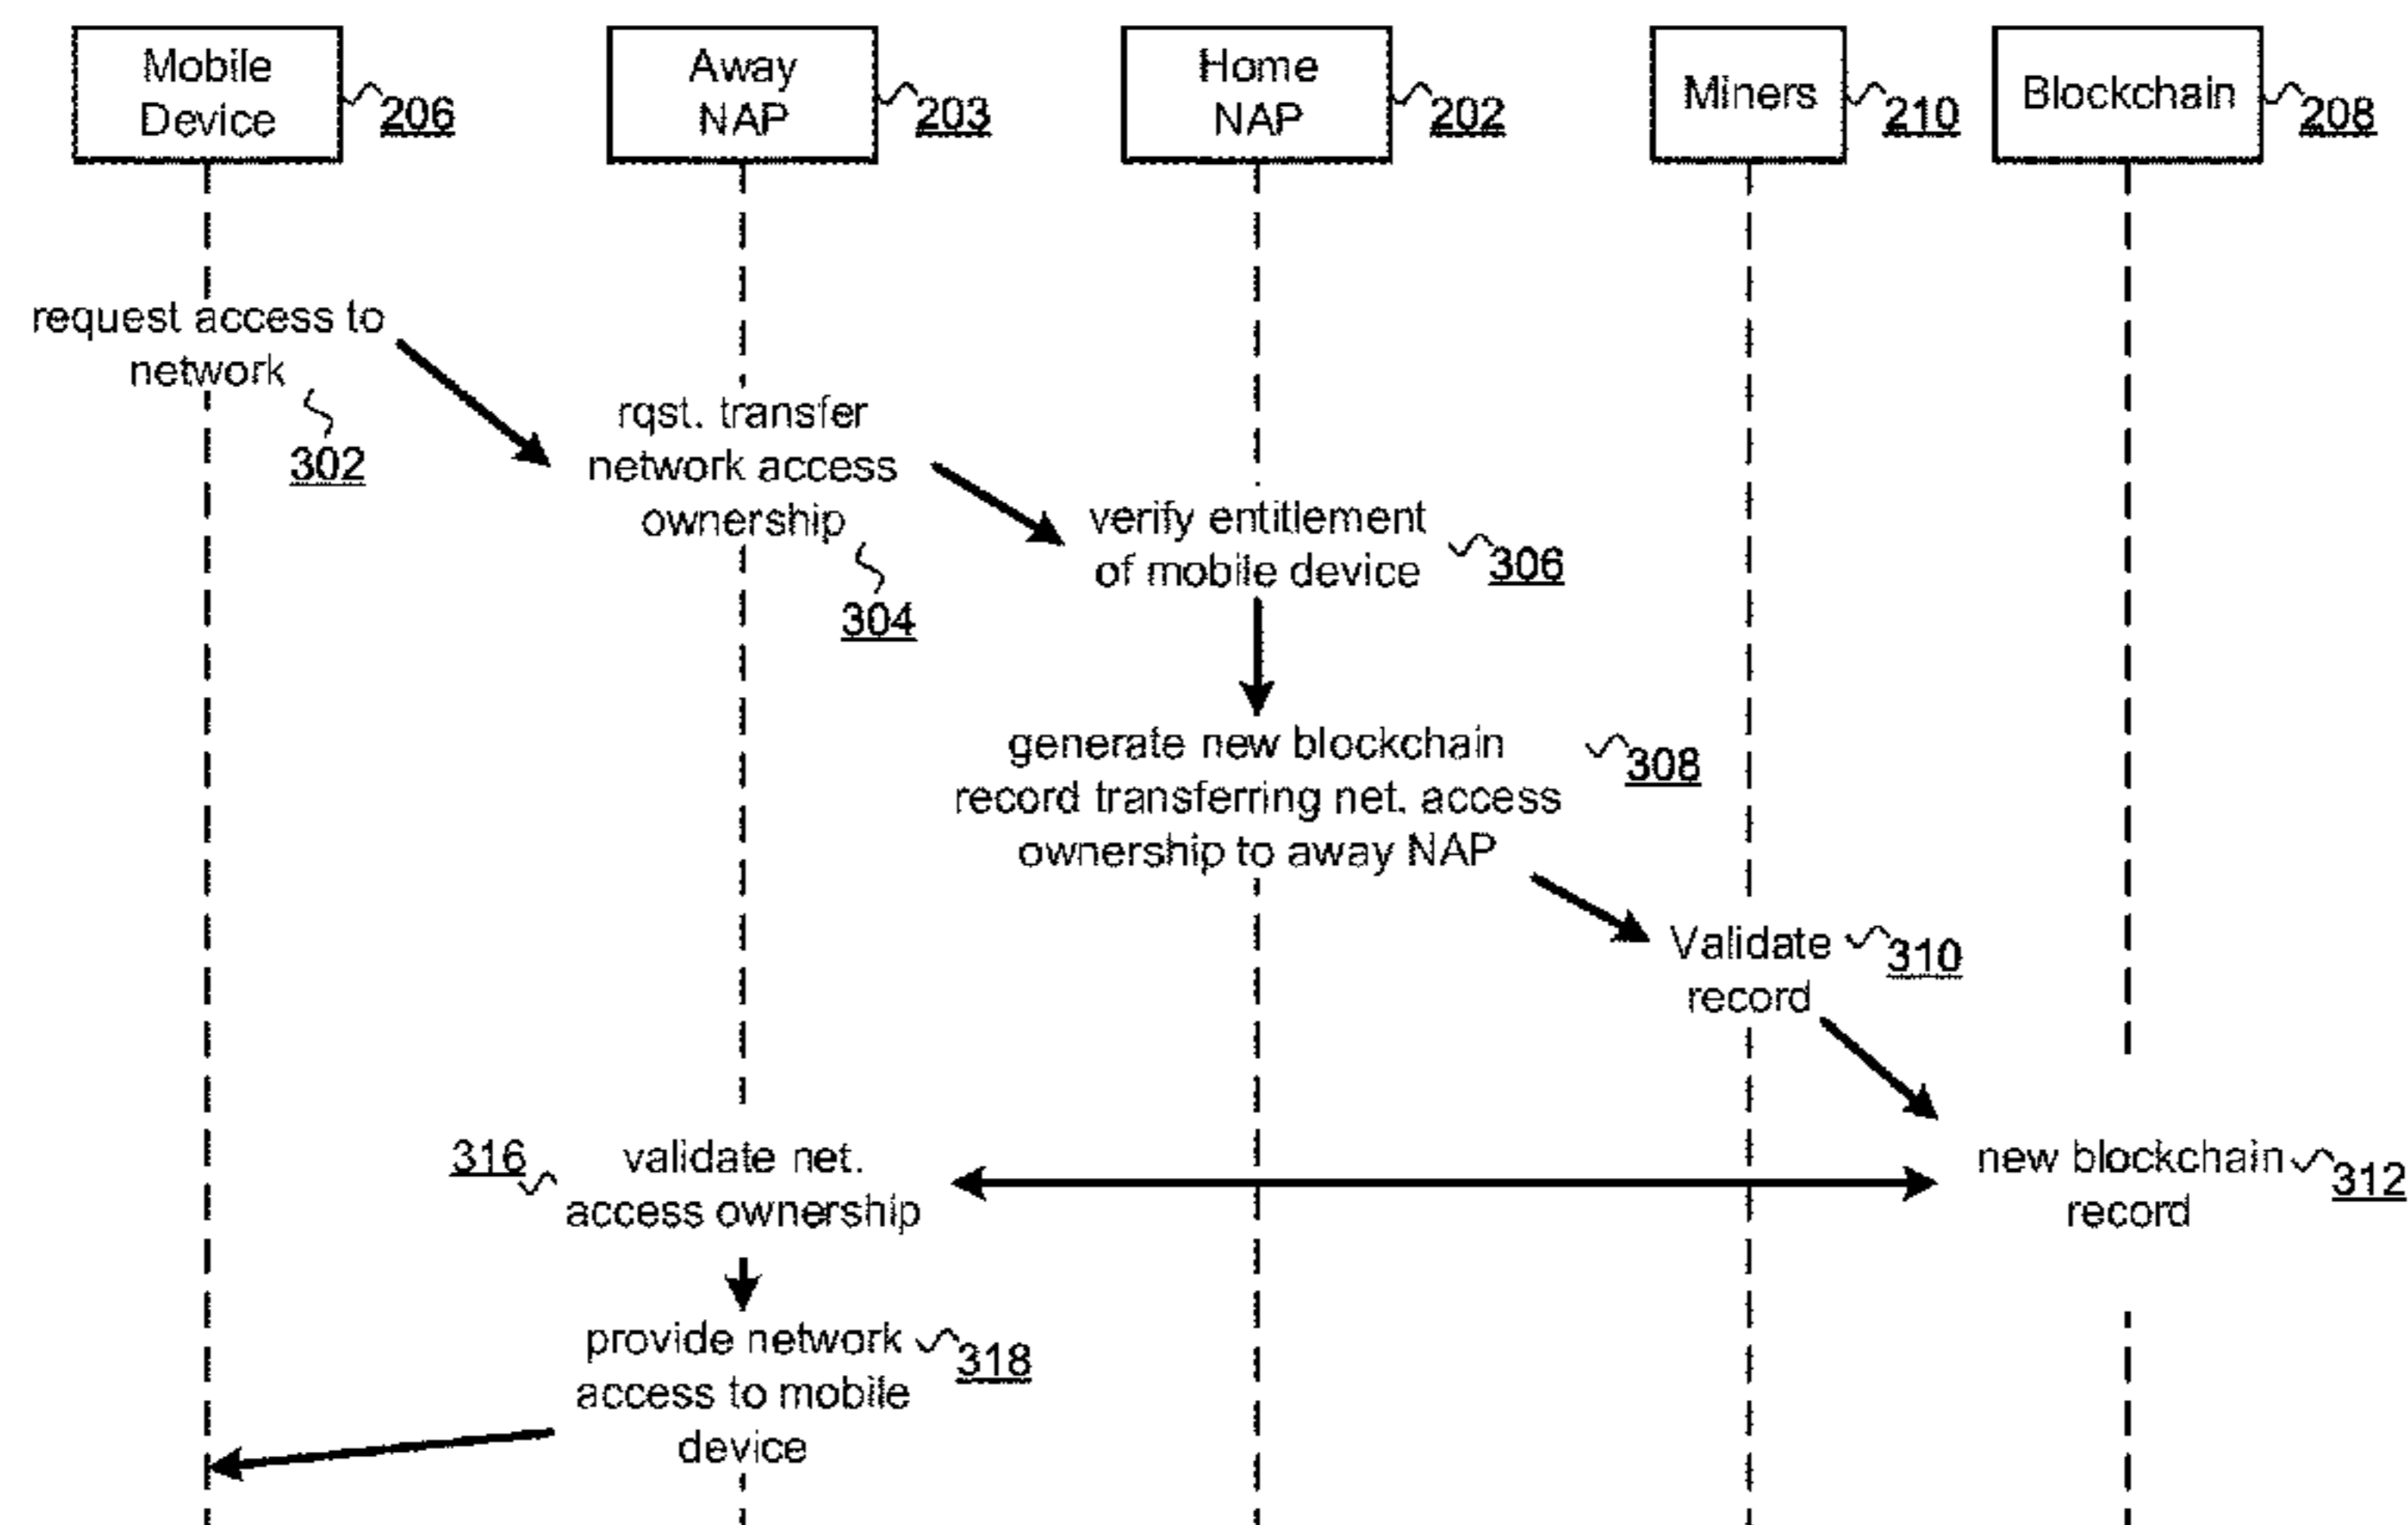 Mobile
Device
206
Away
NAP
203
Home
NAP
202
Miners
210
Blockchain
208
request access to
network
302
rqst. transfer
network access
ownership
304
verify entitlement
of mobile device
306
generate new blockchain
record transferring net. access
ownership to away NAP
308
Validate
record
310
new blockchain
record
312
316
validate net.
access ownership
provide network
access to mobile
device
318